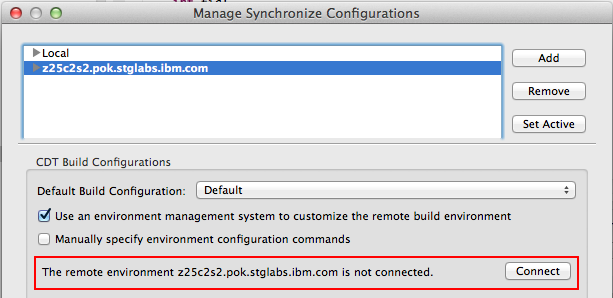 Manage Synchronize Configurations
Local
z25c2s2.pok.stglabs.ibm.com
Add
Remove
Set Active
CDT Build Configurations
Default Build Configuration: Default
Use an environment management system to customize the remote build environment
Manually specify environment configuration commands
The remote environment z25c2s2.pok.stglabs.ibm.com is not connected. Connect